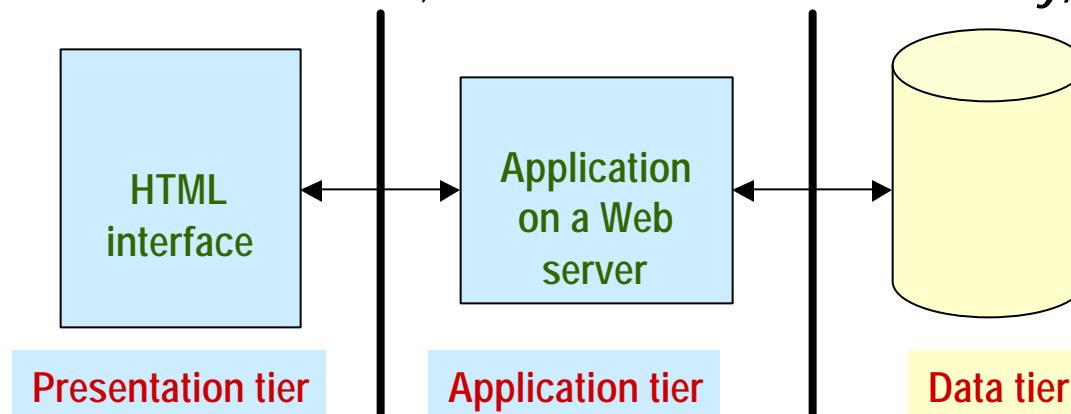 HTML
interface
Application
on a Web
server
Presentation tier
Application tier
Data tier